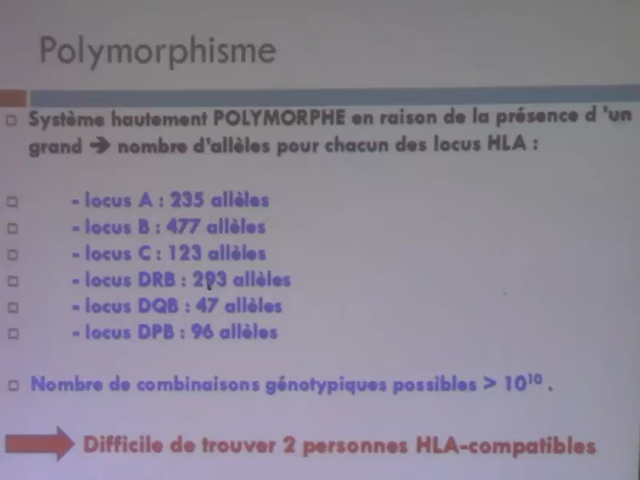 Polymorphisme
Système hautement POLYMORPHE en raison de la présence d 'un
grand → nombre d'allèles pour chacun des locus HLA :
- locus A : 235 allèles
- locus B : 477 allèles
- locus C : 123 allèles
- locus DRB : 293 allèles
- locus DQB : 47 allèles
- locus DPB : 96 allèles
Nombre de combinaisons génotypiques possibles > 10¹⁰ .
Difficile de trouver 2 personnes HLA-compatibles